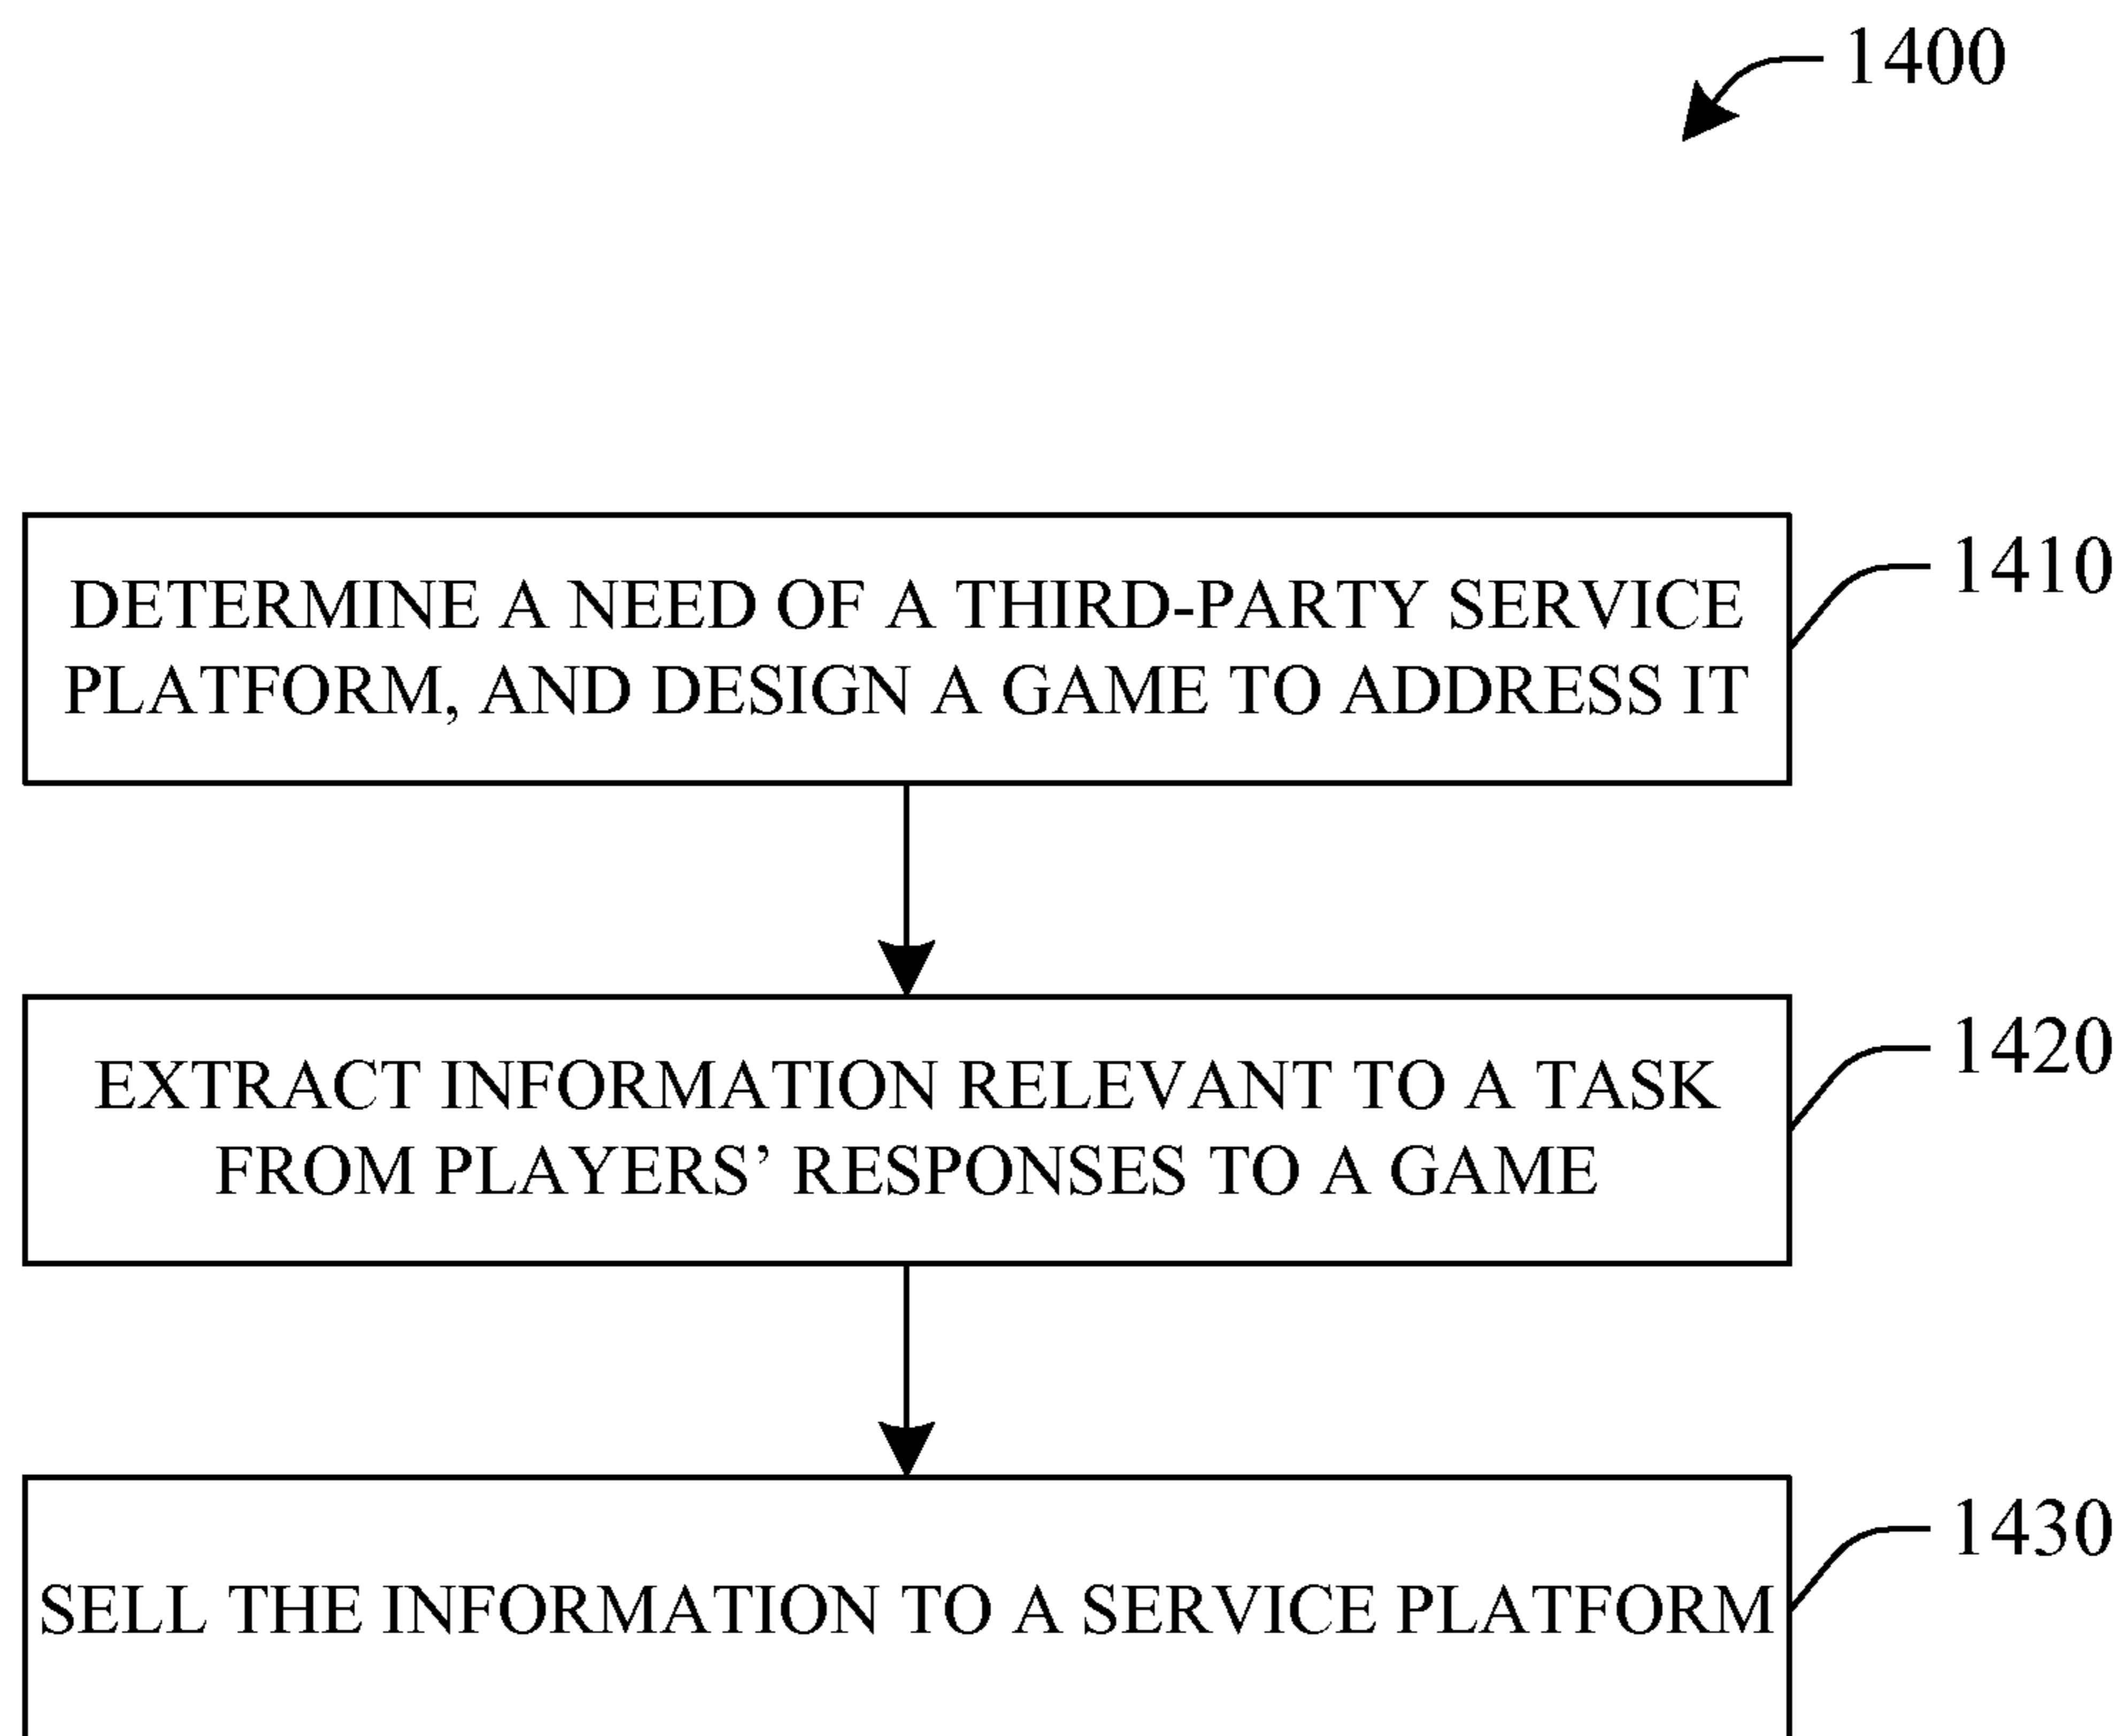 1400
DETERMINE A NEED OF A THIRD-PARTY SERVICE
PLATFORM, AND DESIGN A GAME TO ADDRESS IT
1410
EXTRACT INFORMATION RELEVANT TO A TASK
FROM PLAYERS’ RESPONSES TO A GAME
1420
SELL THE INFORMATION TO A SERVICE PLATFORM
1430